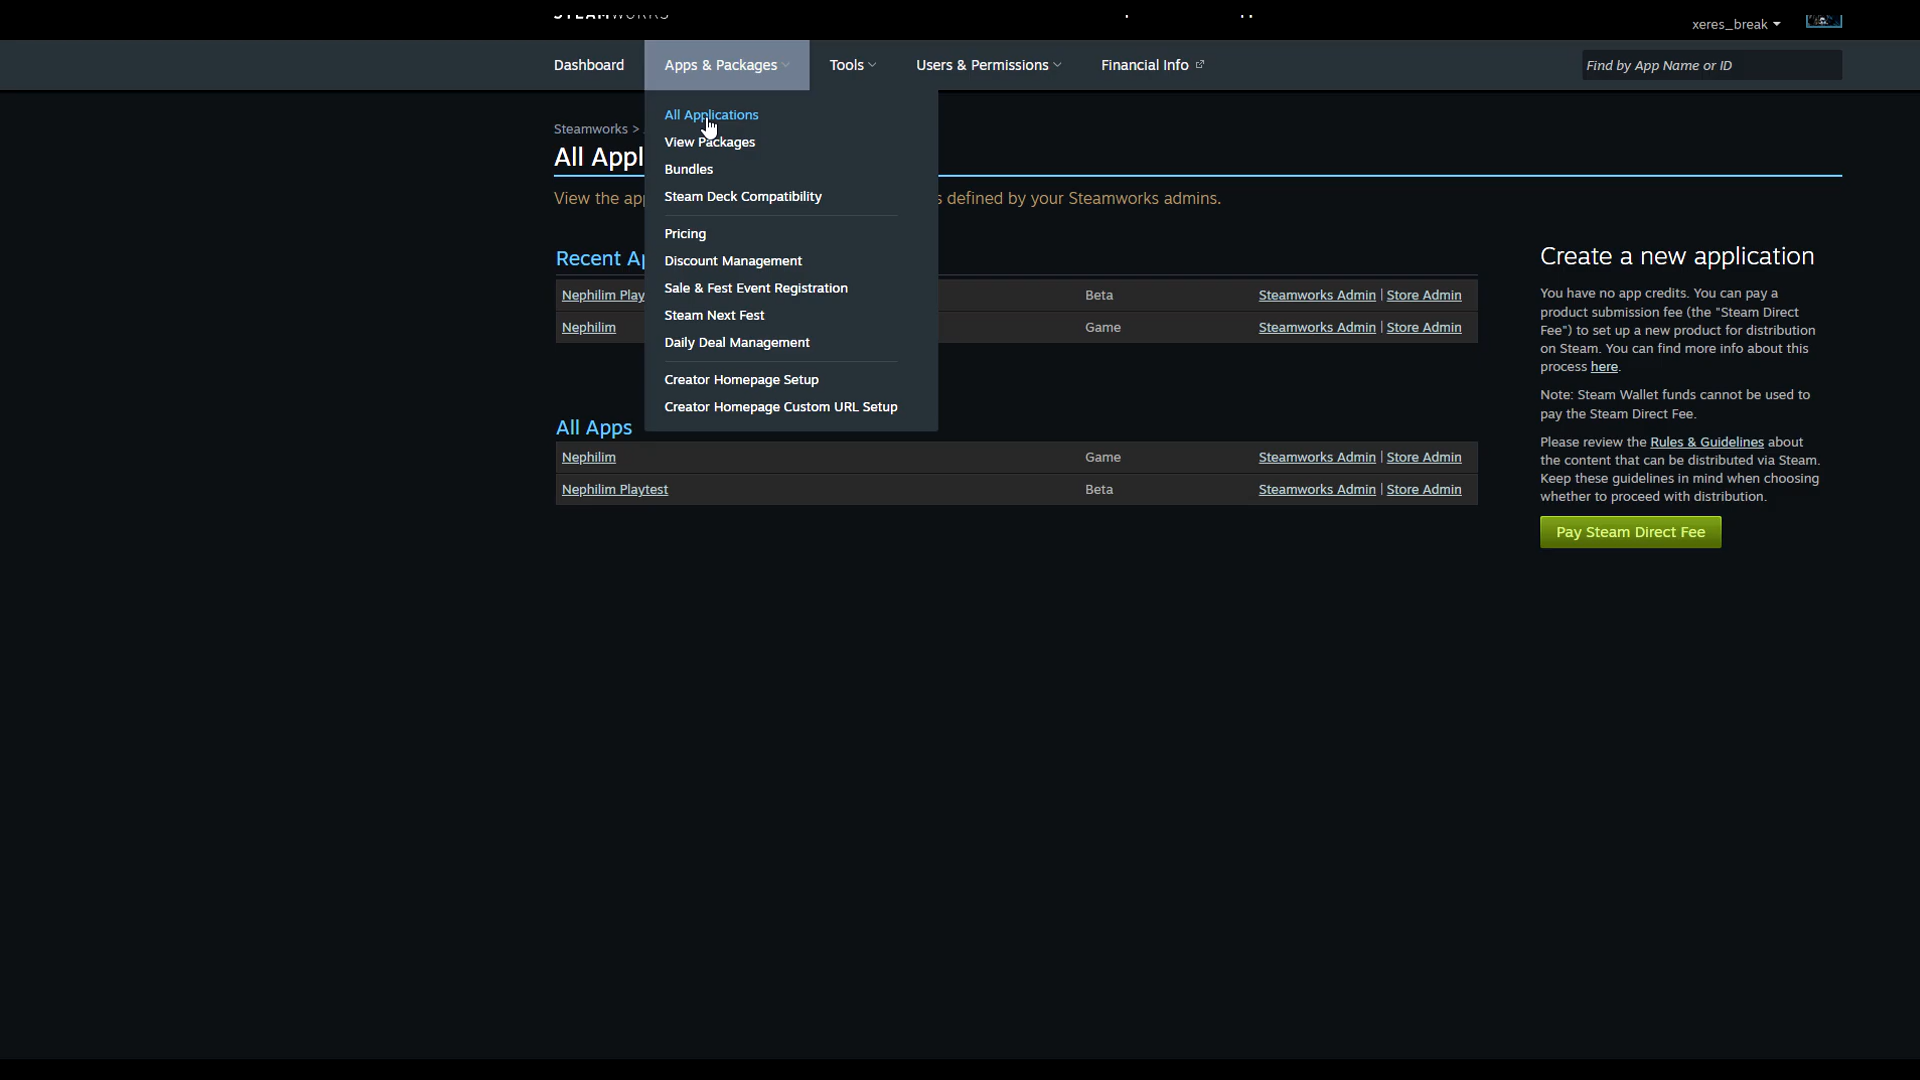 STEAMWORKS
xeres_break
Dashboard Apps & Packages Tools Users & Permissions Financial Info Find by App Name or ID
All Applications
View Packages
Bundles
Steam Deck Compatibility
Pricing
Discount Management
Sale & Fest Event Registration
Steam Next Fest
Daily Deal Management
Creator Homepage Setup
Creator Homepage Custom URL Setup
Steamworks >
All Appl
View the ap s defined by your Steamworks admins.
Recent Ap
Nephilim Play Beta Steamworks Admin | Store Admin
Nephilim Game Steamworks Admin | Store Admin
All Apps
Nephilim Game Steamworks Admin | Store Admin
Nephilim Playtest Beta Steamworks Admin | Store Admin
Create a new application
You have no app credits. You can pay a
product submission fee (the "Steam Direct
Fee") to set up a new product for distribution
on Steam. You can find more info about this
process here.
Note: Steam Wallet funds cannot be used to
pay the Steam Direct Fee.
Please review the Rules & Guidelines about
the content that can be distributed via Steam.
Keep these guidelines in mind when choosing
whether to proceed with distribution.
Pay Steam Direct Fee